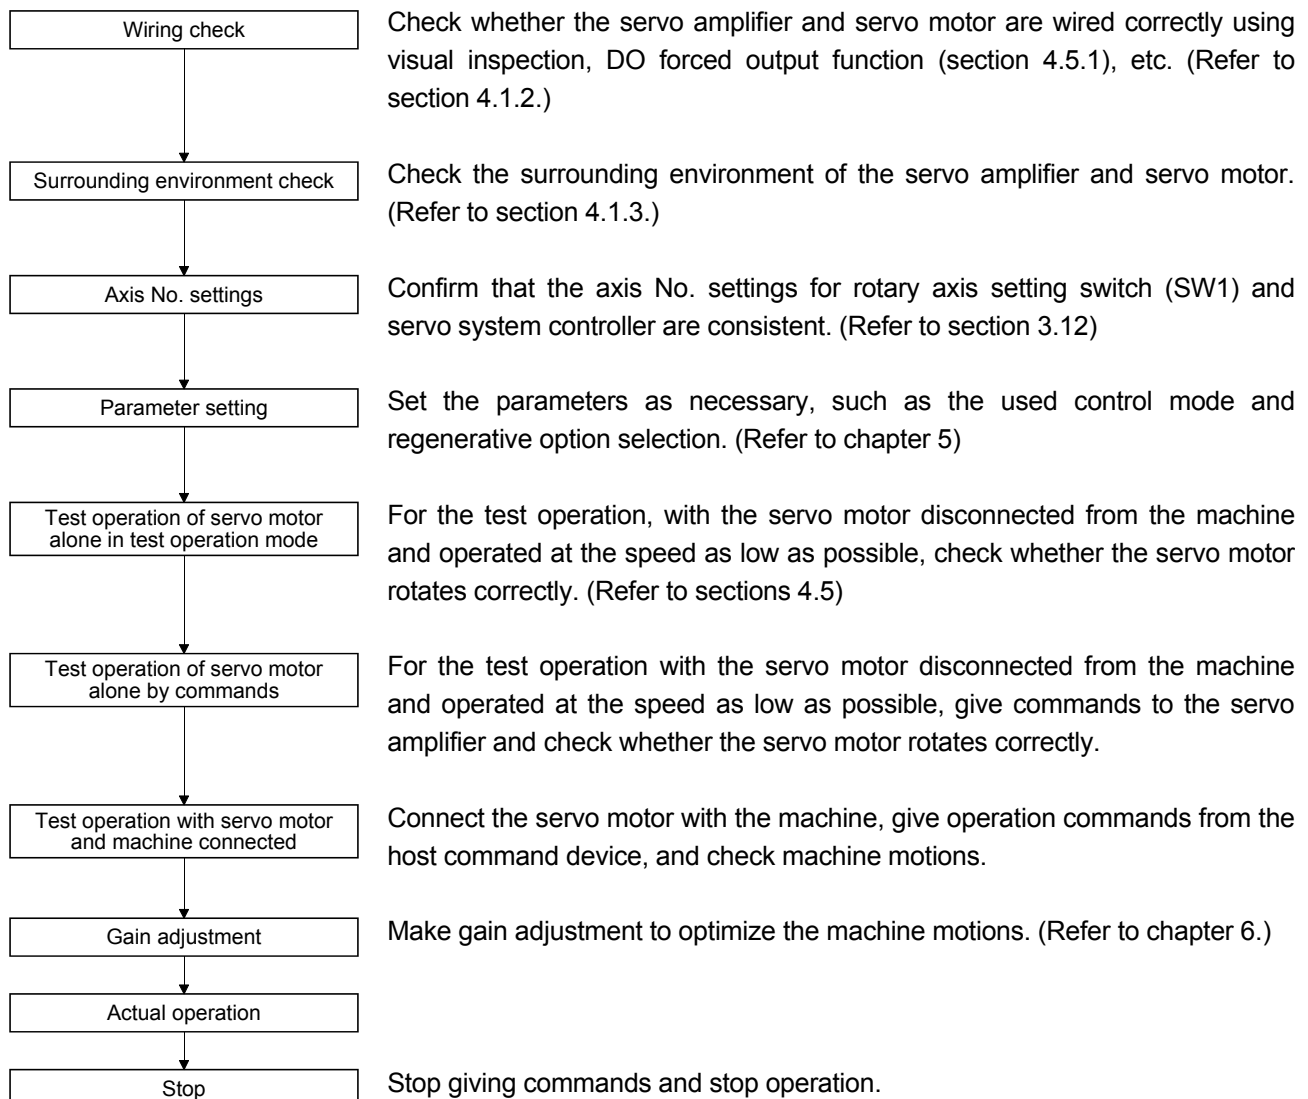 Wiring check
Check whether the servo amplifier and servo motor are wired correctly using
visual inspection, DO forced output function (section 4.5.1), etc. (Refer to
section 4.1.2.)
Surrounding environment check
Check the surrounding environment of the servo amplifier and servo motor.
(Refer to section 4.1.3.)
Axis No. settings
Confirm that the axis No. settings for rotary axis setting switch (SW1) and
servo system controller are consistent. (Refer to section 3.12)
Parameter setting
Set the parameters as necessary, such as the used control mode and
regenerative option selection. (Refer to chapter 5)
Test operation of servo motor
alone in test operation mode
For the test operation, with the servo motor disconnected from the machine
and operated at the speed as low as possible, check whether the servo motor
rotates correctly. (Refer to sections 4.5)
Test operation of servo motor
alone by commands
For the test operation with the servo motor disconnected from the machine
and operated at the speed as low as possible, give commands to the servo
amplifier and check whether the servo motor rotates correctly.
Test operation with servo motor
and machine connected
Connect the servo motor with the machine, give operation commands from the
host command device, and check machine motions.
Gain adjustment
Make gain adjustment to optimize the machine motions. (Refer to chapter 6.)
Actual operation
Stop
Stop giving commands and stop operation.